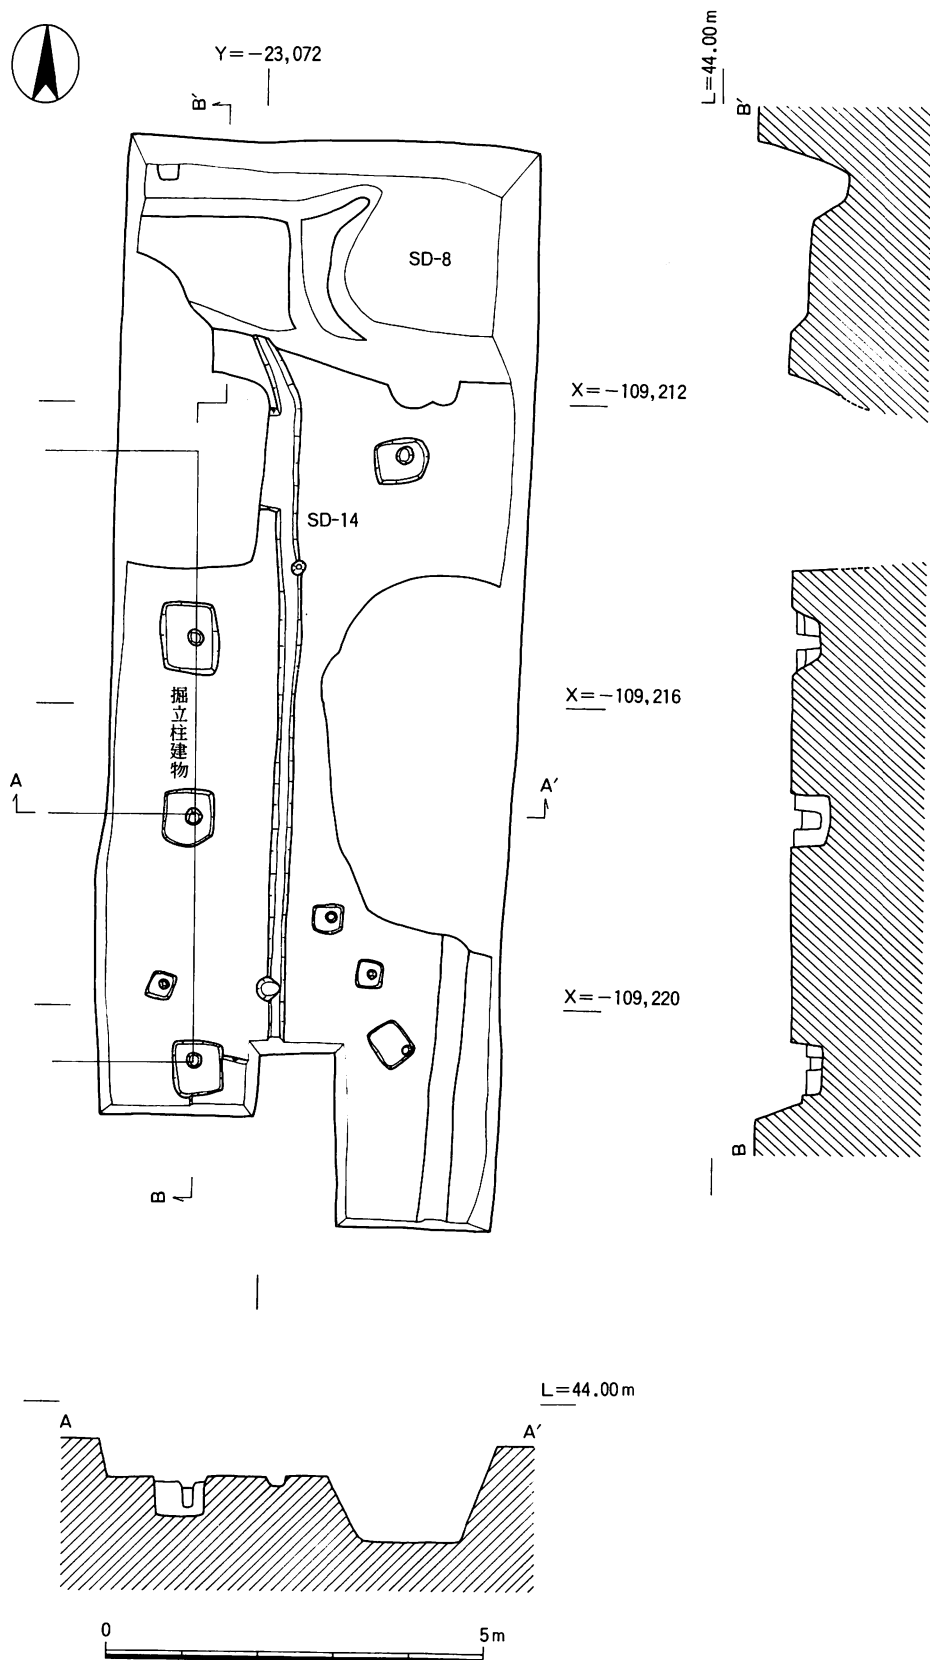 Y=-23,072
L=44.00m
B′
B′
SD-8
X=-109,212
SD-14
掘立柱建物
X=-109,216
A
A′
X=-109,220
B
B
L=44.00m
A
A′
0
5m